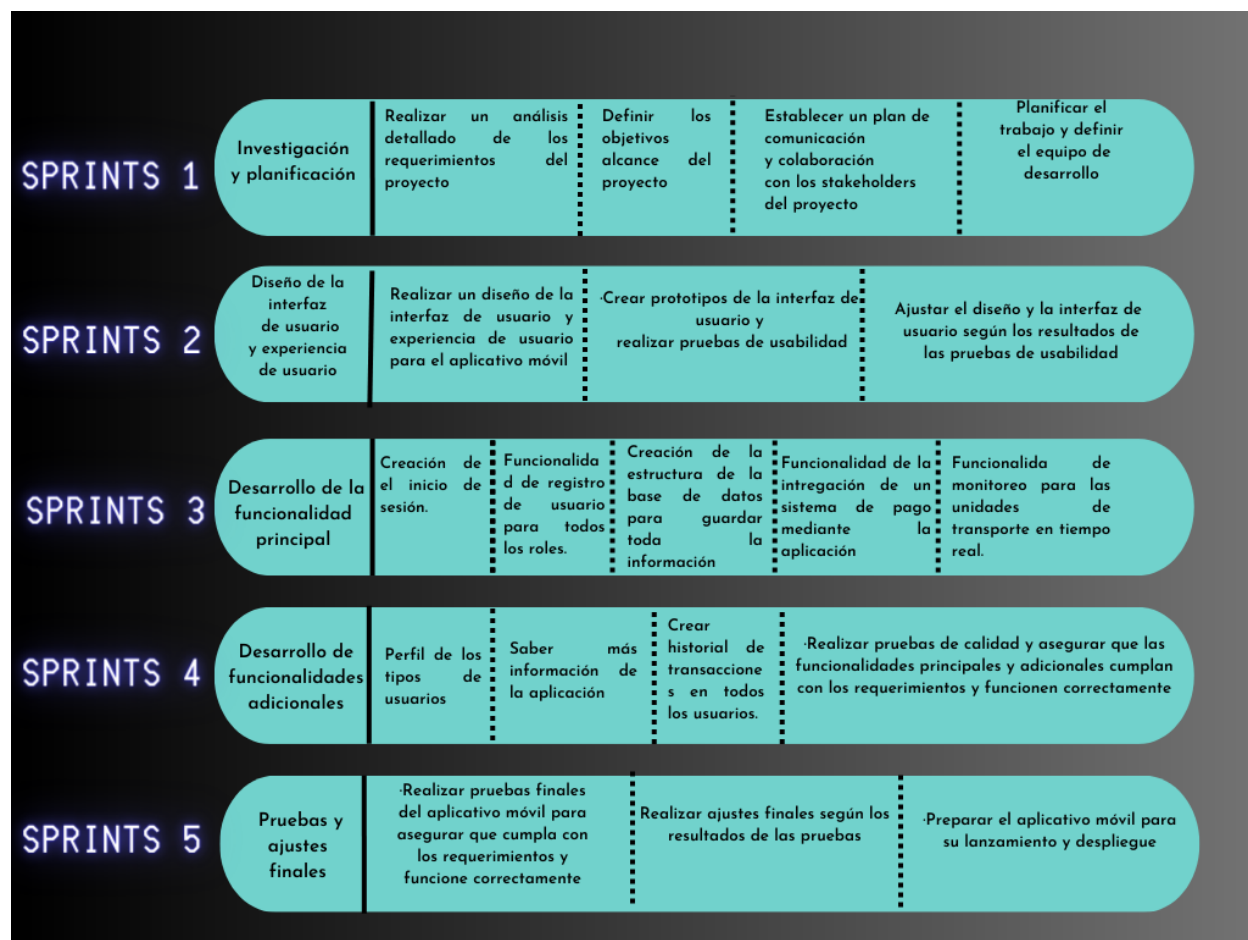 SPRINTS 1
Investigación
y planificación
Realizar un análisis
detallado de los
requerimientos del
proyecto
Definir los
objetivos
alcance del
proyecto
Establecer un plan de
comunicación
y colaboración
con los stakeholders
del proyecto
Planificar el
trabajo y definir
el equipo de
desarrollo
SPRINTS 2
Diseño de la
interfaz
de usuario
y experiencia
de usuario
Realizar un diseño de la
interfaz de usuario y
experiencia de usuario
para el aplicativo móvil
·Crear prototipos de la interfaz de
usuario y
realizar pruebas de usabilidad
Ajustar el diseño y la interfaz de
usuario según los resultados de
las pruebas de usabilidad
SPRINTS 3
Desarrollo de la
funcionalidad
principal
Creación de
el inicio de
sesión.
Funcionalida
d de registro
de usuario
para todos
los roles.
Creación de la
estructura de la
base de datos
para guardar
toda la
información
Funcionalidad de la
intregación de un
sistema de pago
mediante la
aplicación
Funcionalida de
monitoreo para las
unidades de
transporte en tiempo
real.
SPRINTS 4
Desarrollo de
funcionalidades
adicionales
Perfil de los
tipos de
usuarios
Saber más
información de
la aplicación
Crear
historial de
transaccione
s en todos
los usuarios.
·Realizar pruebas de calidad y asegurar que las
funcionalidades principales y adicionales cumplan
con los requerimientos y funcionen correctamente
SPRINTS 5
Pruebas y
ajustes
finales
·Realizar pruebas finales
del aplicativo móvil para
asegurar que cumpla con
los requerimientos y
funcione correctamente
Realizar ajustes finales según los
resultados de las pruebas
·Preparar el aplicativo móvil para
su lanzamiento y despliegue